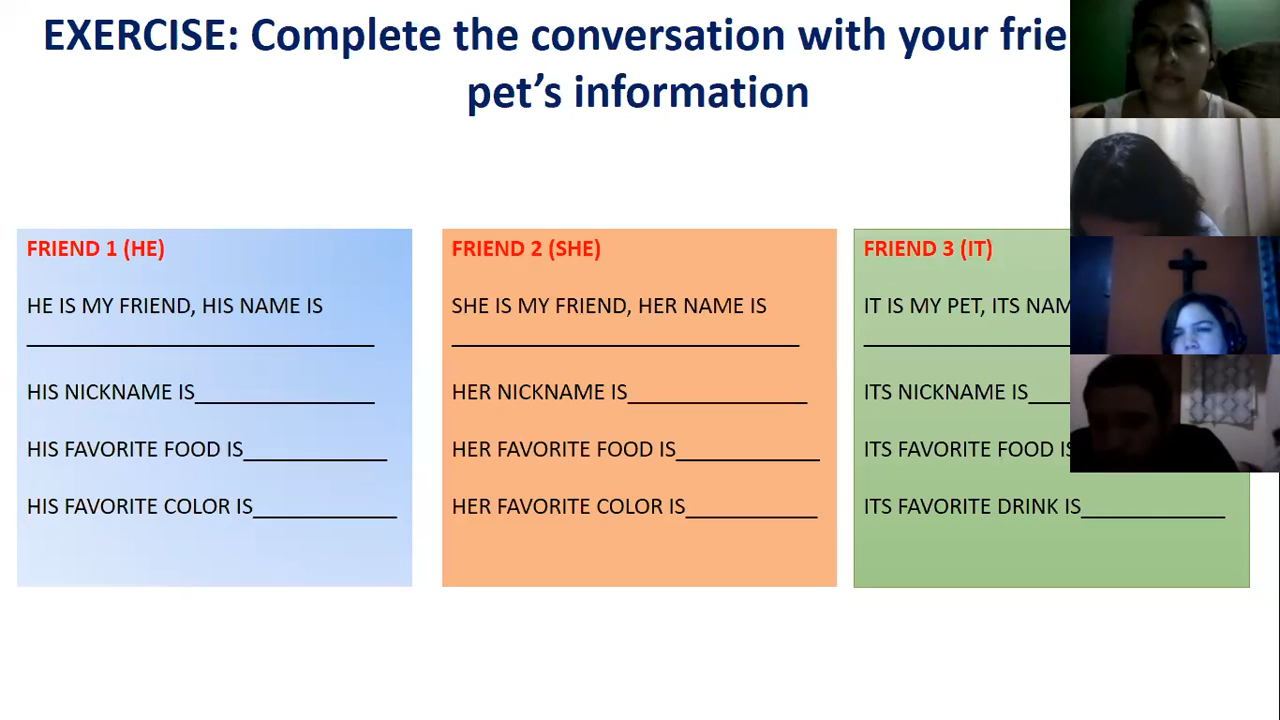 EXERCISE: Complete the conversation with your
pet's information
FRIEND 1 (HE)
HE IS MY FRIEND, HIS NAME IS
HIS NICKNAME IS
HIS FAVORITE FOOD IS
HIS FAVORITE COLOR IS
FRIEND 2 (SHE)
SHE IS MY FRIEND, HER NAME IS
HER NICKNAME IS
HER FAVORITE FOOD IS
HER FAVORITE COLOR IS
FRIEND 3 (IT)
IT IS MY PET, ITS
ITS NICKNAME IS
ITS FAVORITE FOOD IS
ITS FAVORITE DRINK IS